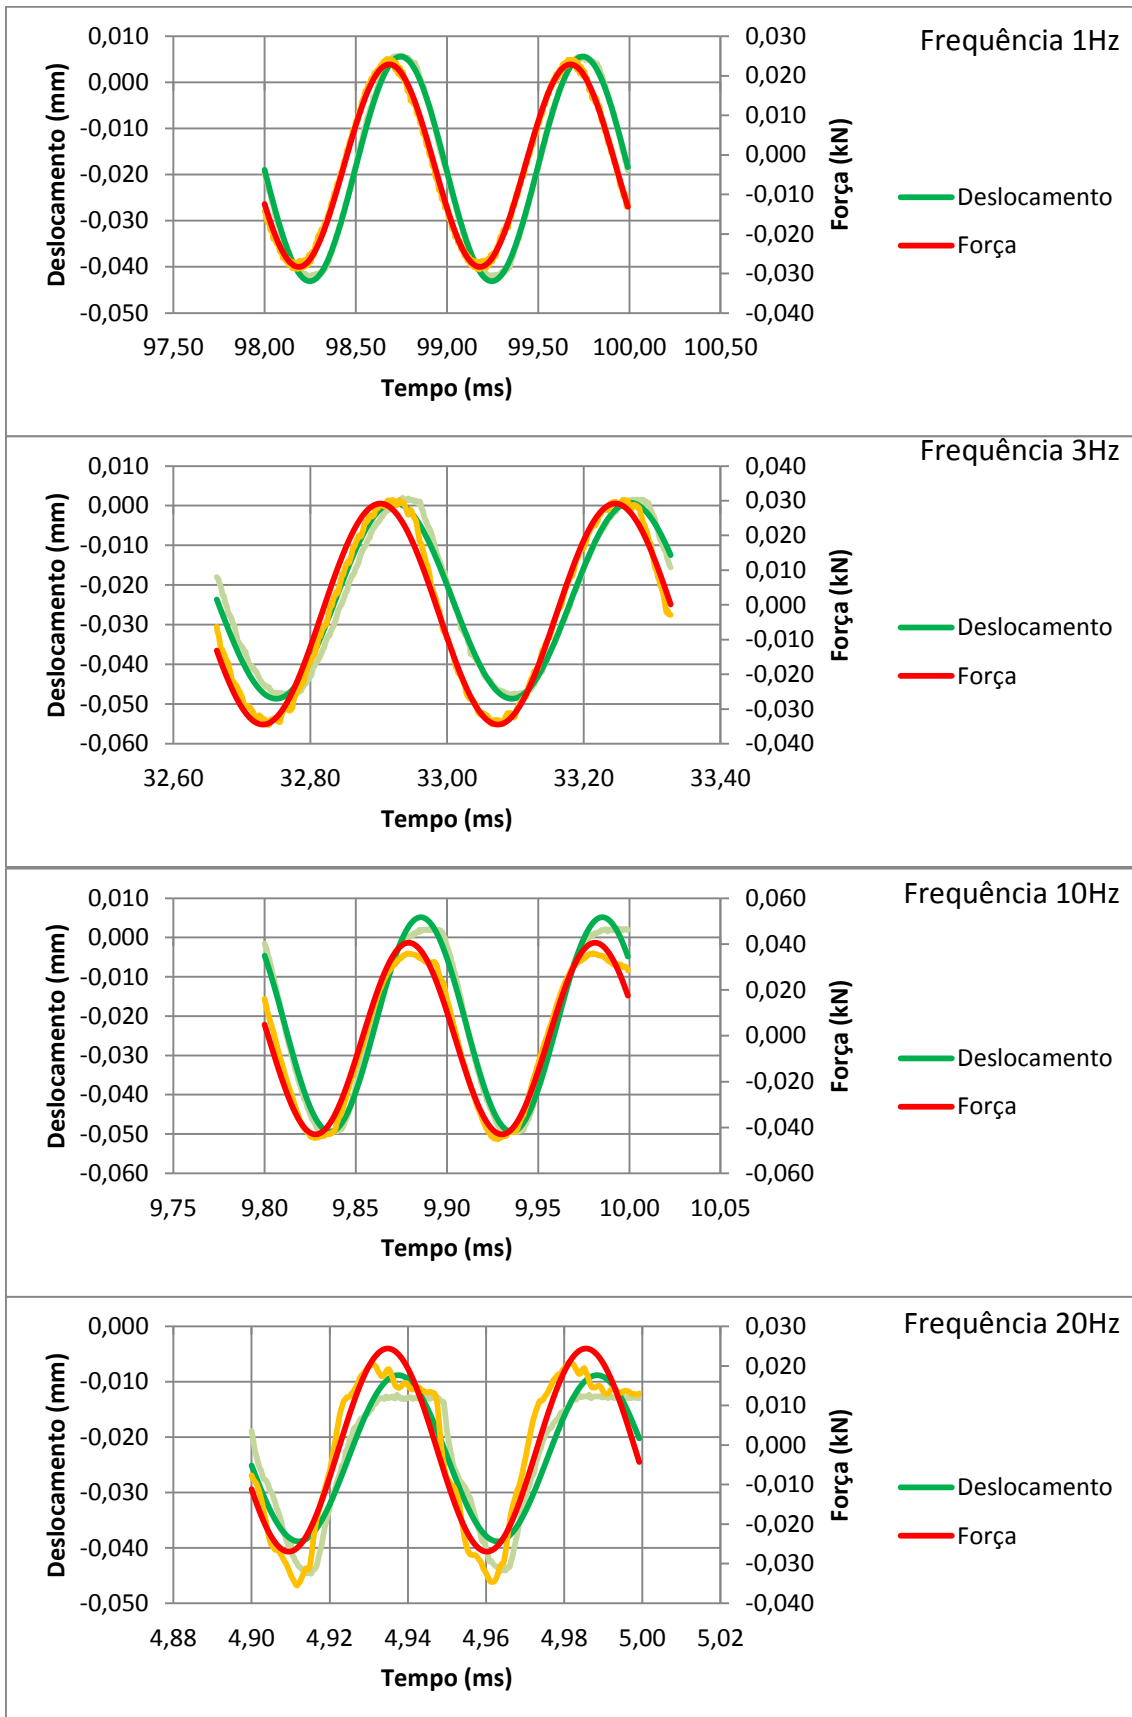 Frequência 1Hz
Deslocamento (mm)
0,010
0,000
-0,010
-0,020
-0,030
-0,040
-0,050
0,030
0,020
0,010
0,000
-0,010
-0,020
-0,030
-0,040
Força (kN)
Deslocamento
Força
97,50 98,00 98,50 99,00 99,50 100,00 100,50
Tempo (ms)
Frequência 3Hz
Deslocamento (mm)
0,010
0,000
-0,010
-0,020
-0,030
-0,040
-0,050
-0,060
0,040
0,030
0,020
0,010
0,000
-0,010
-0,020
-0,030
-0,040
Força (kN)
Deslocamento
Força
32,60 32,80 33,00 33,20 33,40
Tempo (ms)
Frequência 10Hz
Deslocamento (mm)
0,010
0,000
-0,010
-0,020
-0,030
-0,040
-0,050
-0,060
0,060
0,040
0,020
0,000
-0,020
-0,040
-0,060
Força (kN)
Deslocamento
Força
9,75 9,80 9,85 9,90 9,95 10,00 10,05
Tempo (ms)
Frequência 20Hz
Deslocamento (mm)
0,000
-0,010
-0,020
-0,030
-0,040
-0,050
0,030
0,020
0,010
0,000
-0,010
-0,020
-0,030
-0,040
Força (kN)
Deslocamento
Força
4,88 4,90 4,92 4,94 4,96 4,98 5,00 5,02
Tempo (ms)